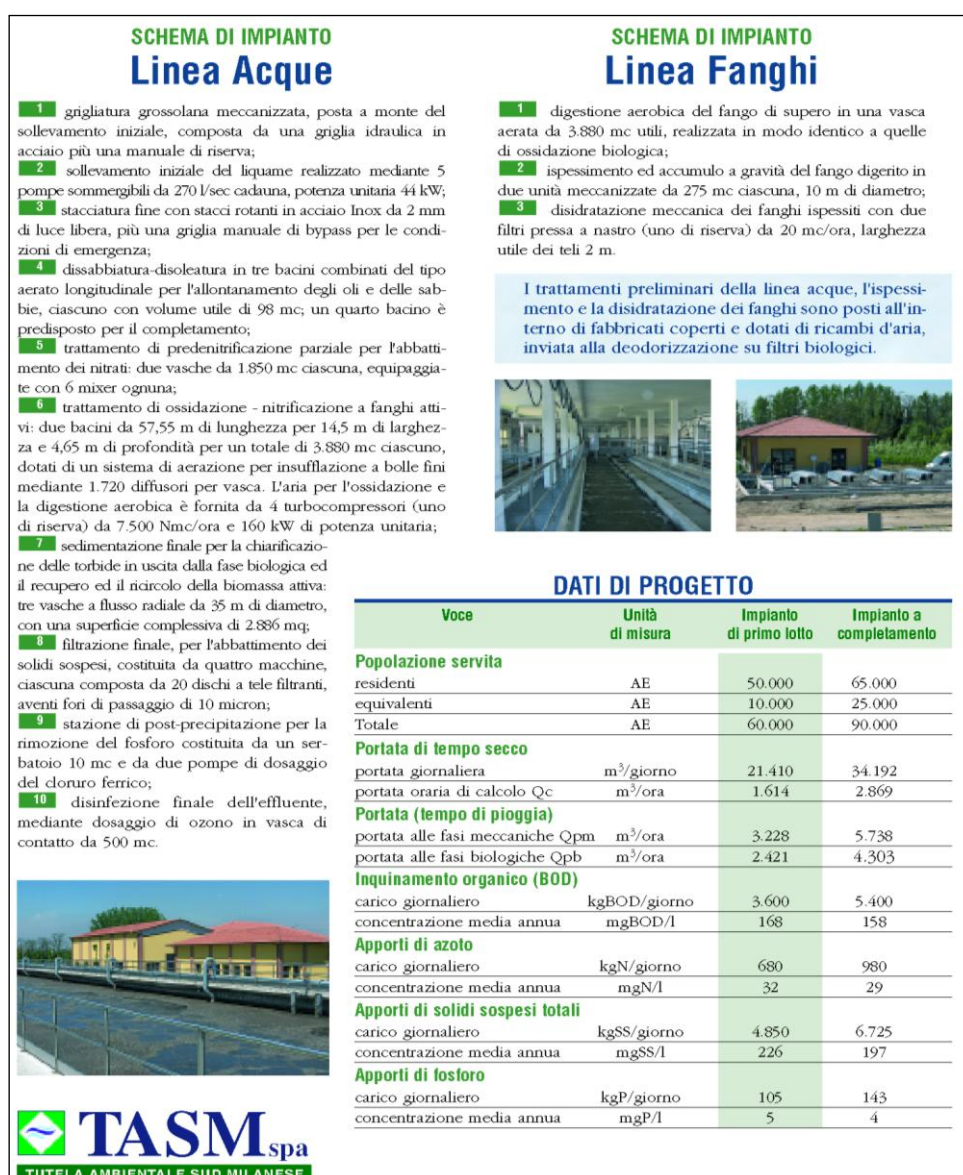 SCHEMA DI IMPIANTO
Linea Acque
1 grigliatura grossolana meccanizzata, posta a monte del
sollevamento iniziale, composta da una griglia idraulica in
acciaio più una manuale di riserva;
2 sollevamento iniziale del liquame realizzato mediante 5
pompe sommergibili da 270 l/sec cadauna, potenza unitaria 44 kW;
3 stacciatura fine con stacci rotanti in acciaio Inox da 2 mm
di luce libera, più una griglia manuale di bypass per le condi-
zioni di emergenza;
4 dissabbiatura-disoleatura in tre bacini combinati del tipo
aerato longitudinale per l'allontanamento degli oli e delle sab-
bie, ciascuno con volume utile di 98 mc; un quarto bacino è
predisposto per il completamento;
5 trattamento di predenitrificazione parziale per l'abbatti-
mento dei nitrati: due vasche da 1.850 mc ciascuna, equipaggia-
te con 6 mixer ognuna;
6 trattamento di ossidazione - nitrificazione a fanghi atti-
vi: due bacini da 57,55 m di lunghezza per 14,5 m di larghez-
za e 4,65 m di profondità per un totale di 3.880 mc ciascuno,
dotati di un sistema di aerazione per insufflazione a bolle fini
mediante 1.720 diffusori per vasca. L'aria per l'ossidazione e
la digestione aerobica è fornita da 4 turbocompressori (uno
di riserva) da 7.500 Nmc/ora e 160 kW di potenza unitaria;
7 sedimentazione finale per la chiarificazio-
ne delle torbide in uscita dalla fase biologica ed
il recupero ed il ricircolo della biomassa attiva:
tre vasche a flusso radiale da 35 m di diametro,
con una superficie complessiva di 2.886 mq;
8 filtrazione finale, per l'abbattimento dei
solidi sospesi, costituita da quattro macchine,
ciascuna composta da 20 dischi a tele filtranti,
aventi fori di passaggio di 10 micron;
9 stazione di post-precipitazione per la
rimozione del fosforo costituita da un ser-
batoio 10 mc e da due pompe di dosaggio
del cloruro ferrico;
10 disinfezione finale dell'effluente,
mediante dosaggio di ozono in vasca di
contatto da 500 mc.
SCHEMA DI IMPIANTO
Linea Fanghi
1 digestione aerobica del fango di supero in una vasca
aerata da 3.880 mc utili, realizzata in modo identico a quelle
di ossidazione biologica;
2 ispessimento ed accumulo a gravità del fango digerito in
due unità meccanizzate da 275 mc ciascuna, 10 m di diametro;
3 disidratazione meccanica dei fanghi ispessiti con due
filtri pressa a nastro (uno di riserva) da 20 mc/ora, larghezza
utile dei teli 2 m.
I trattamenti preliminari della linea acque, l'ispessi-
mento e la disidratazione dei fanghi sono posti all'in-
terno di fabbricati coperti e dotati di ricambi d'aria,
inviata alla deodorizzazione su filtri biologici.
DATI DI PROGETTO
Voce Unità di misura Impianto di primo lotto Impianto a completamento
Popolazione servita
residenti AE 50.000 65.000
equivalenti AE 10.000 25.000
Totale AE 60.000 90.000
Portata di tempo secco
portata giornaliera m³/giorno 21.410 34.192
portata oraria di calcolo Qc m³/ora 1.614 2.869
Portata (tempo di pioggia)
portata alle fasi meccaniche Qpm m³/ora 3.228 5.738
portata alle fasi biologiche Qpb m³/ora 2.421 4.303
Inquinamento organico (BOD)
carico giornaliero kgBOD/giorno 3.600 5.400
concentrazione media annua mgBOD/l 168 158
Apporti di azoto
carico giornaliero kgN/giorno 680 980
concentrazione media annua mgN/l 32 29
Apporti di solidi sospesi totali
carico giornaliero kgSS/giorno 4.850 6.725
concentrazione media annua mgSS/l 226 197
Apporti di fosforo
carico giornaliero kgP/giorno 105 143
concentrazione media annua mgP/l 5 4
TASM spa
TUTELA AMBIENTALE SUD MILANESE